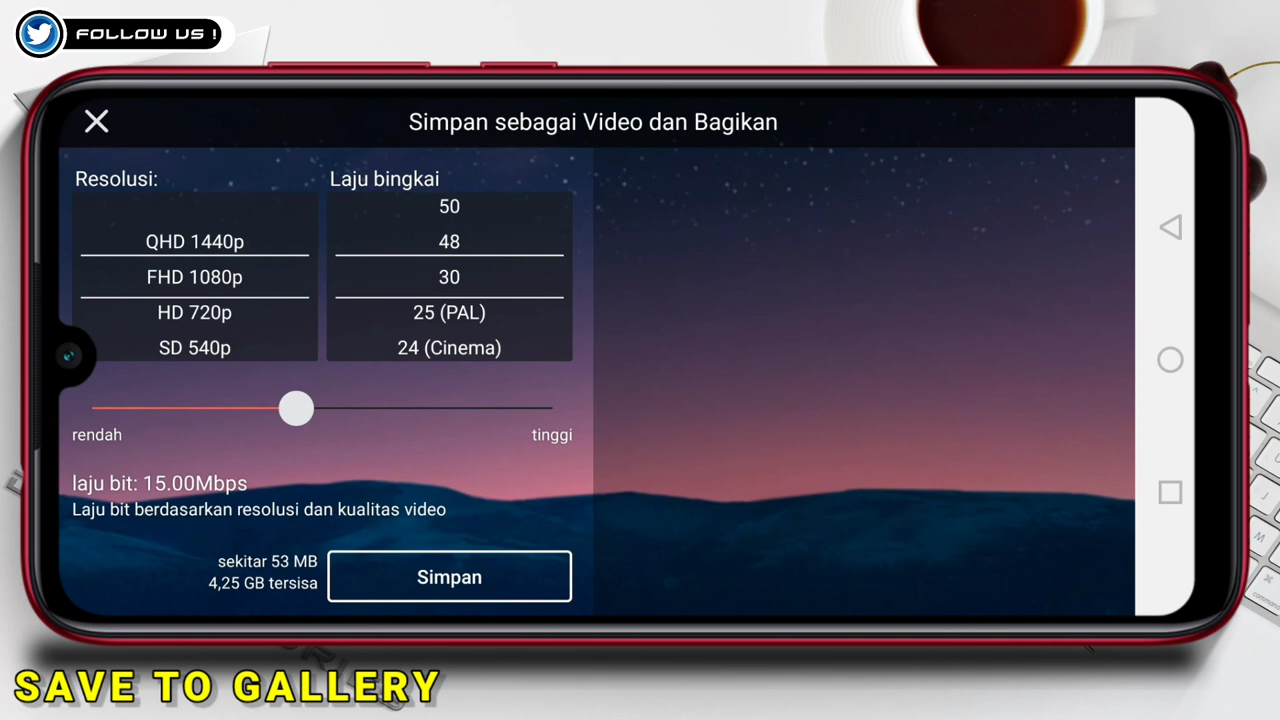 FOLLOW US !
Simpan sebagai Video dan Bagikan
Resolusi:
QHD 1440p
FHD 1080p
HD 720p
SD 540p
Laju bingkai
50
48
30
25 (PAL)
24 (Cinema)
rendah
tinggi
laju bit: 15.00Mbps
Laju bit berdasarkan resolusi dan kualitas video
sekitar 53 MB
4,25 GB tersisa
Simpan
SAVE TO GALLERY